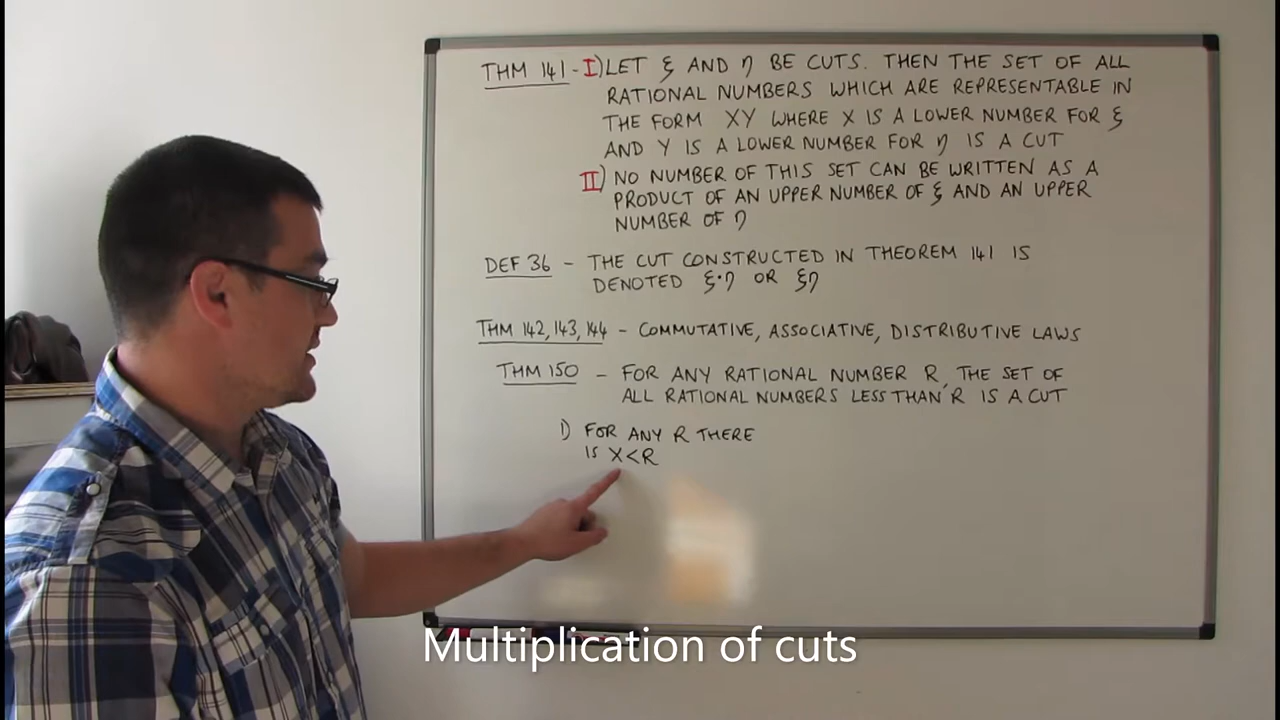 THM 141 - I) LET ξ AND η BE CUTS. THEN THE SET OF ALL
RATIONAL NUMBERS WHICH ARE REPRESENTABLE IN
THE FORM XY WHERE X IS A LOWER NUMBER FOR ξ
AND Y IS A LOWER NUMBER FOR η IS A CUT
II) NO NUMBER OF THIS SET CAN BE WRITTEN AS A
PRODUCT OF AN UPPER NUMBER OF ξ AND AN UPPER
NUMBER OF η
DEF 36 - THE CUT CONSTRUCTED IN THEOREM 141 IS
DENOTED ξ·η OR ξη
THM 142, 143, 144 - COMMUTATIVE, ASSOCIATIVE, DISTRIBUTIVE LAWS
THM 150 - FOR ANY RATIONAL NUMBER R, THE SET OF
ALL RATIONAL NUMBERS LESS THAN R IS A CUT
1) FOR ANY R THERE
IS X<R
Multiplication of cuts